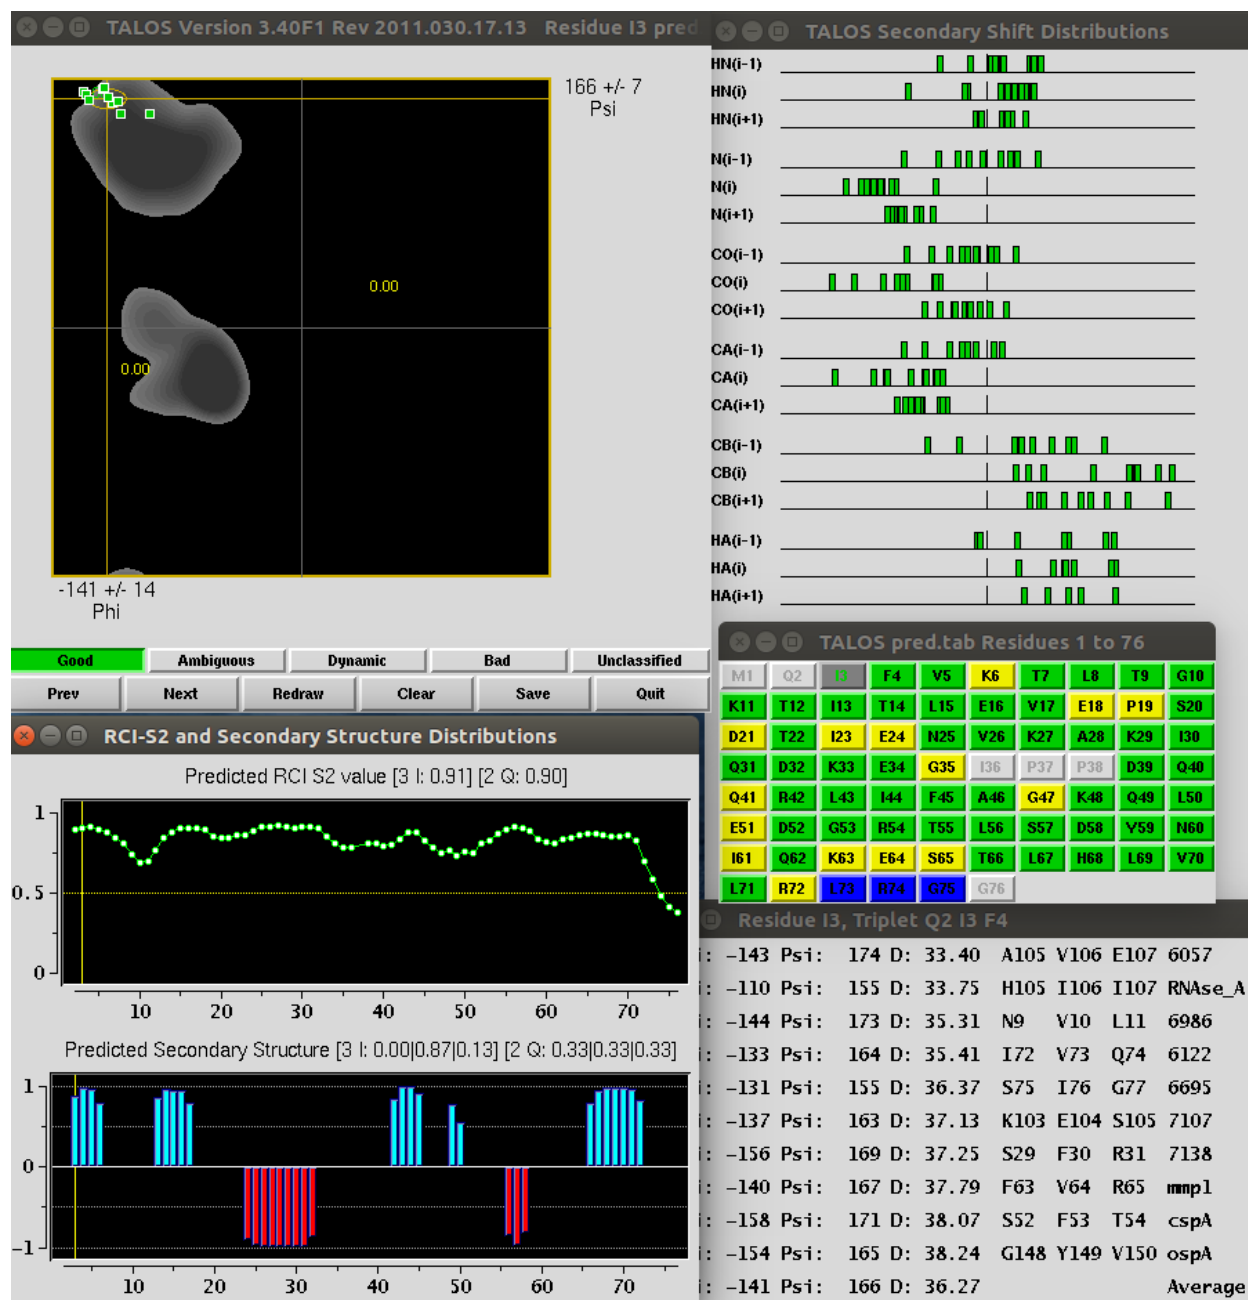 TALOS Version 3.40F1 Rev 2011.030.17.13 Residue I3 pred
166 +/- 7
Psi
0.00
0.00
-141 +/- 14
Phi
Good Ambiguous Dynamic Bad Unclassified
Prev Next Redraw Clear Save Quit
TALOS Secondary Shift Distributions
HN(i-1)
HN(i)
HN(i+1)
N(i-1)
N(i)
N(i+1)
CO(i-1)
CO(i)
CO(i+1)
CA(i-1)
CA(i)
CA(i+1)
CB(i-1)
CB(i)
CB(i+1)
HA(i-1)
HA(i)
HA(i+1)
TALOS pred.tab Residues 1 to 76
M1 Q2 I3 F4 V5 K6 T7 L8 T9 G10
K11 T12 I13 T14 L15 E16 V17 E18 P19 S20
D21 T22 I23 E24 N25 V26 K27 A28 K29 I30
Q31 D32 K33 E34 G35 I36 P37 P38 D39 Q40
Q41 R42 L43 I44 F45 A46 G47 K48 Q49 L50
E51 D52 G53 R54 T55 L56 S57 D58 Y59 N60
I61 Q62 K63 E64 S65 T66 L67 H68 L69 V70
L71 R72 L73 R74 G75 G76
RCI-S2 and Secondary Structure Distributions
Predicted RCI S2 value [3 I: 0.91] [2 Q: 0.90]
1
0.5
0
10 20 30 40 50 60 70
Predicted Secondary Structure [3 I: 0.00|0.87|0.13] [2 Q: 0.33|0.33|0.33]
1
0
-1
10 20 30 40 50 60 70
Residue I3, Triplet Q2 I3 F4
i: -143 Psi: 174 D: 33.40 A105 V106 E107 6057
i: -110 Psi: 155 D: 33.75 H105 I106 I107 RNAse_A
i: -144 Psi: 173 D: 35.31 N9 V10 L11 6986
i: -133 Psi: 164 D: 35.41 I72 V73 Q74 6122
i: -131 Psi: 155 D: 36.37 S75 I76 G77 6695
i: -137 Psi: 163 D: 37.13 K103 E104 S105 7107
i: -156 Psi: 169 D: 37.25 S29 F30 R31 7138
i: -140 Psi: 167 D: 37.79 F63 V64 R65 mmp1
i: -158 Psi: 171 D: 38.07 S52 F53 T54 cspA
i: -154 Psi: 165 D: 38.24 G148 Y149 V150 ospA
i: -141 Psi: 166 D: 36.27 Average